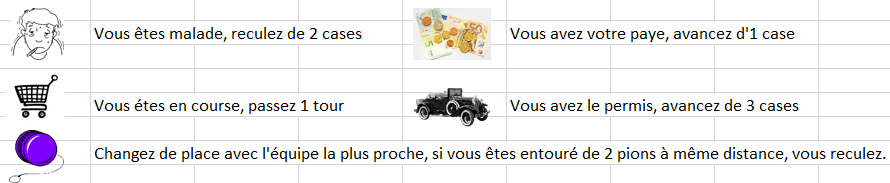 Vous êtes malade, reculez de 2 cases
Vous avez votre paye, avancez d'1 case
Vous étes en course, passez 1 tour
Vous avez le permis, avancez de 3 cases
Changez de place avec l'équipe la plus proche, si vous êtes entouré de 2 pions à même distance, vous reculez.